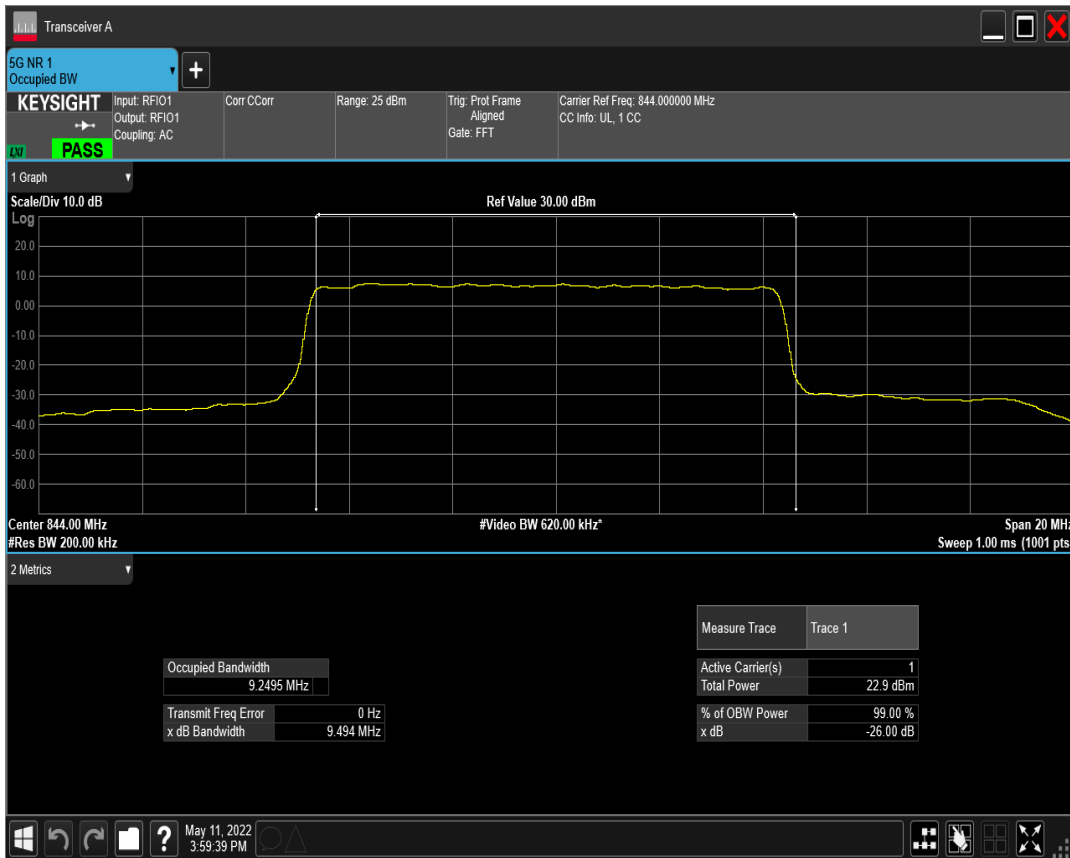 Transceiver A
5G NR 1
Occupied BW
KEYSIGHT
LXI
PASS
Input: RFIO1
Output: RFIO1
Coupling: AC
Corr CCorr
Range: 25 dBm
Trig: Prot Frame
Aligned
Gate: FFT
Carrier Ref Freq: 844.000000 MHz
CC Info: UL, 1 CC
1 Graph
Scale/Div 10.0 dB
Ref Value 30.00 dBm
Log
20.0
10.0
0.00
-10.0
-20.0
-30.0
-40.0
-50.0
-60.0
Center 844.00 MHz
#Video BW 620.00 kHz*
Span 20 MHz
#Res BW 200.00 kHz
Sweep 1.00 ms (1001 pts
2 Metrics
Measure Trace Trace 1
Occupied Bandwidth
9.2495 MHz
Active Carrier(s) 1
Total Power 22.9 dBm
Transmit Freq Error 0 Hz
x dB Bandwidth 9.494 MHz
% of OBW Power 99.00 %
x dB -26.00 dB
?
May 11, 2022
3:59:39 PM